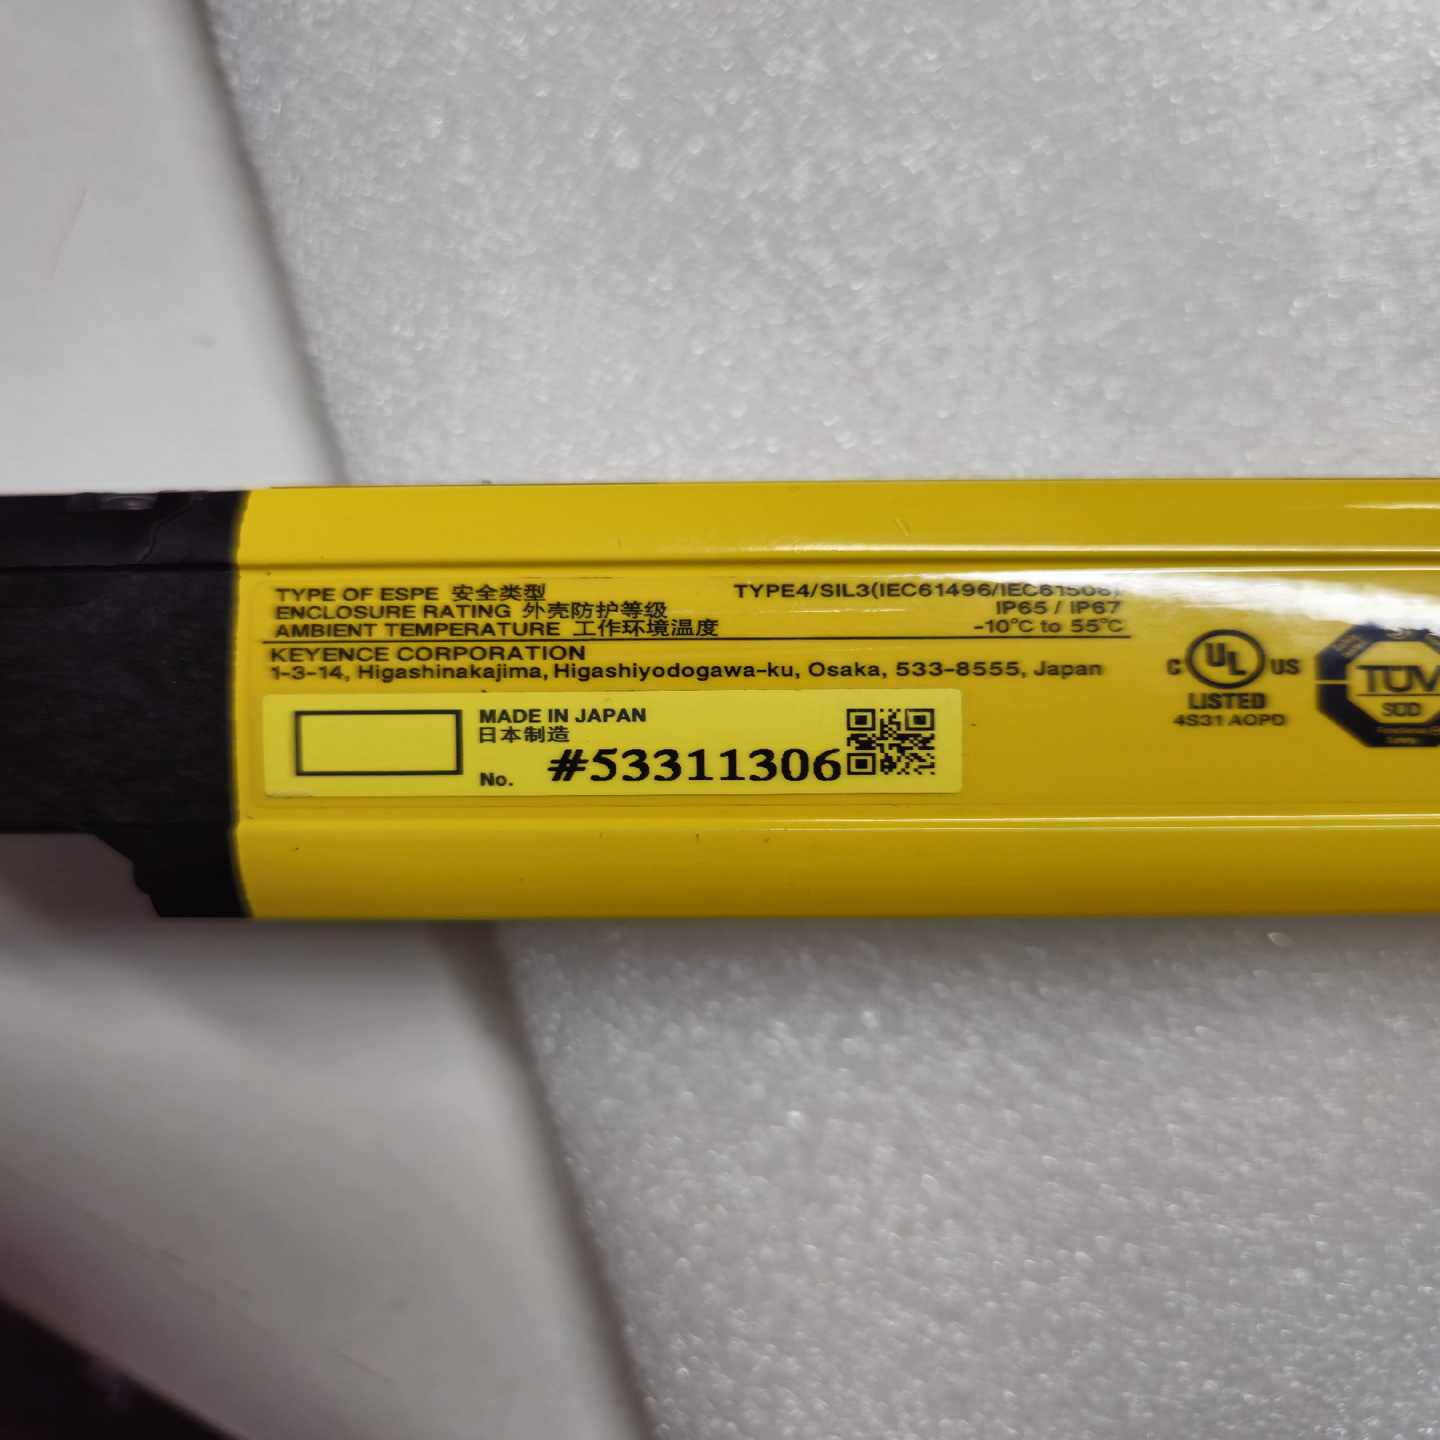 TYPE OF ESPE 安全类型 TYPE4/SIL3(IEC61496/IEC61508)
ENCLOSURE RATING 外壳防护等级 IP65 / IP67
AMBIENT TEMPERATURE 工作环境温度 -10℃ to 55℃
KEYENCE CORPORATION
1-3-14, Higashinakajima, Higashiyodogawa-ku, Osaka, 533-8555, Japan
MADE IN JAPAN
日本制造
No. #53311306
C UL US
LISTED
4S31 AOPD
TÜV
SÜD